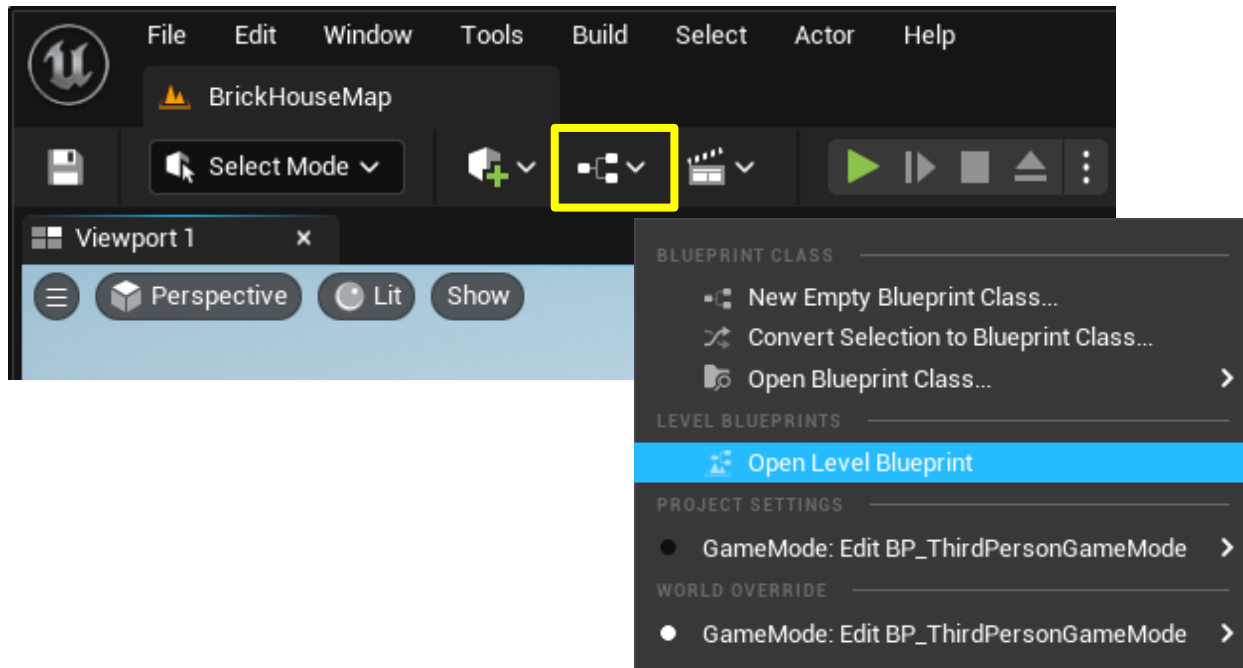 File Edit Window Tools Build Select Actor Help
BrickHouseMap
Select Mode
Viewport 1
Perspective Lit Show
BLUEPRINT CLASS
New Empty Blueprint Class...
Convert Selection to Blueprint Class...
Open Blueprint Class...
LEVEL BLUEPRINTS
Open Level Blueprint
PROJECT SETTINGS
GameMode: Edit BP_ThirdPersonGameMode
WORLD OVERRIDE
GameMode: Edit BP_ThirdPersonGameMode